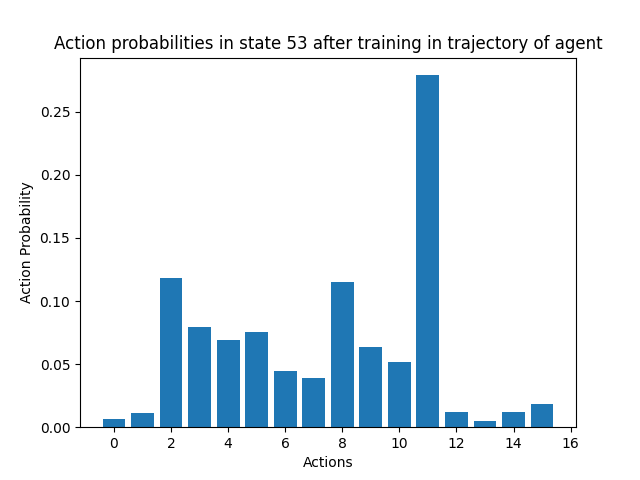 Action probabilities in state 53 after training in trajectory of agent
Action Probability
0.25
0.20
0.15
0.10
0.05
0.00
0 2 4 6 8 10 12 14 16
Actions